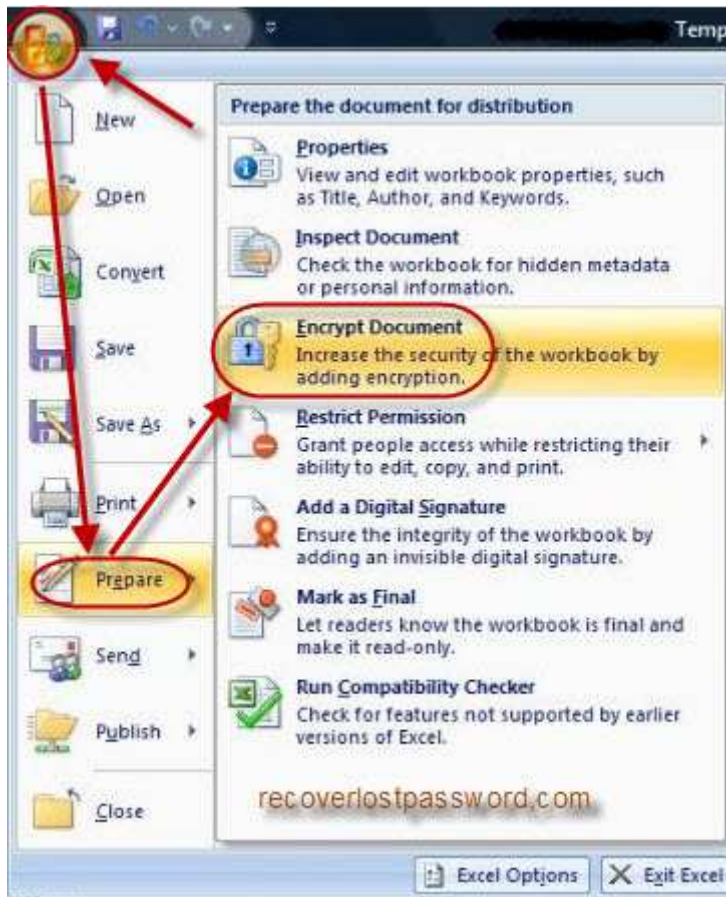 Temp
New
Open
Convert
Save
Save As
Print
Prepare
Send
Publish
Close
Prepare the document for distribution
Properties
View and edit workbook properties, such
as Title, Author, and Keywords.
Inspect Document
Check the workbook for hidden metadata
or personal information.
Encrypt Document
Increase the security of the workbook by
adding encryption.
Restrict Permission
Grant people access while restricting their
ability to edit, copy, and print.
Add a Digital Signature
Ensure the integrity of the workbook by
adding an invisible digital signature.
Mark as Final
Let readers know the workbook is final and
make it read-only.
Run Compatibility Checker
Check for features not supported by earlier
versions of Excel.
recoverlostpassword.com
Excel Options
Exit Excel